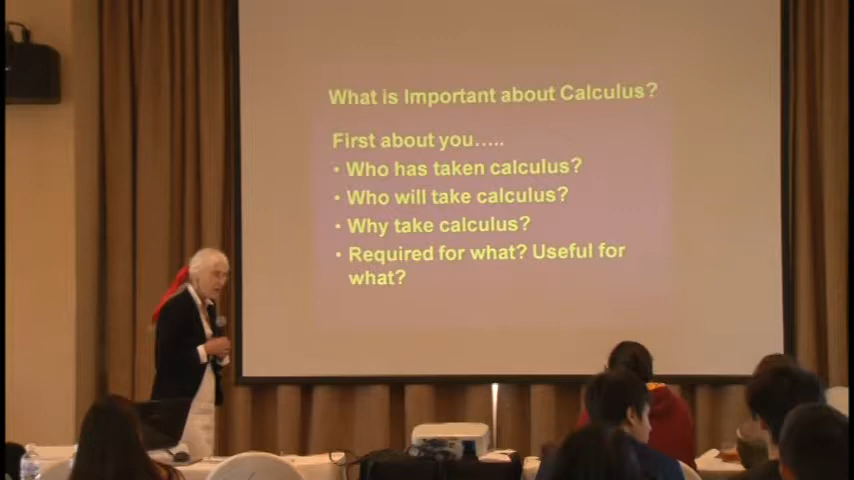 What is Important about Calculus?
First about you.....
• Who has taken calculus?
• Who will take calculus?
• Why take calculus?
• Required for what? Useful for
what?